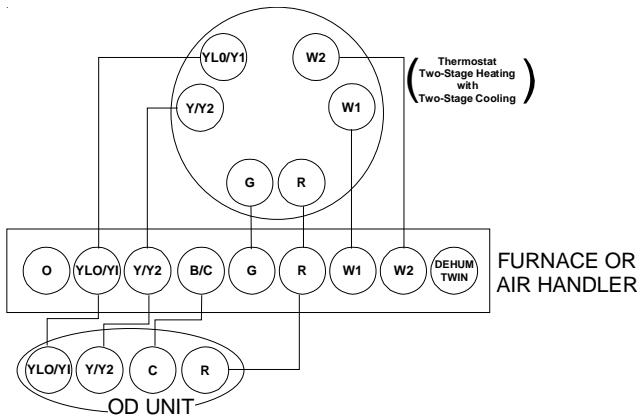 YL0/Y1
W2
Thermostat
Two-Stage Heating
with
Two-Stage Cooling
Y/Y2
W1
G
R
O
YLO/YI
Y/Y2
B/C
G
R
W1
W2
DEHUM
TWIN
FURNACE OR
AIR HANDLER
YLO/YI
Y/Y2
C
R
OD UNIT